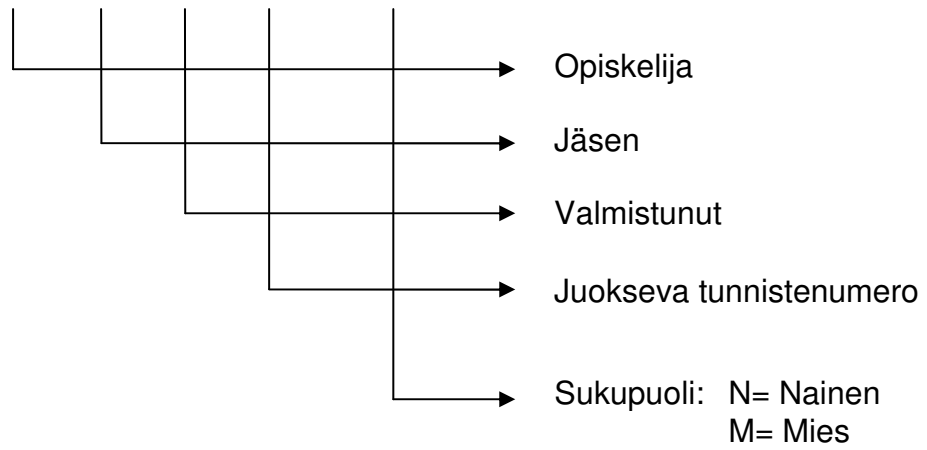 Opiskelija
Jäsen
Valmistunut
Juokseva tunnistenumero
Sukupuoli: N= Nainen
M= Mies